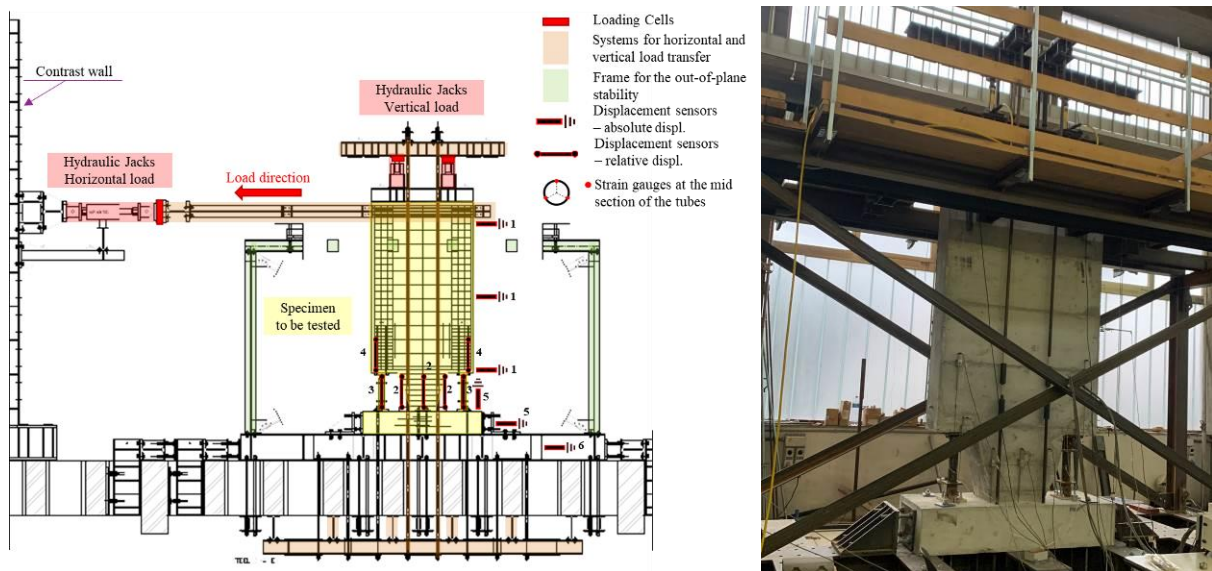 Contrast wall
Hydraulic Jacks
Horizontal load
Load direction
Hydraulic Jacks
Vertical load
Loading Cells
Systems for horizontal and
vertical load transfer
Frame for the out-of-plane
stability
Displacement sensors
– absolute displ.
Displacement sensors
– relative displ.
Strain gauges at the mid
section of the tubes
Specimen
to be tested
1
1
4
4
1
2
3
2
2
3
5
5
6